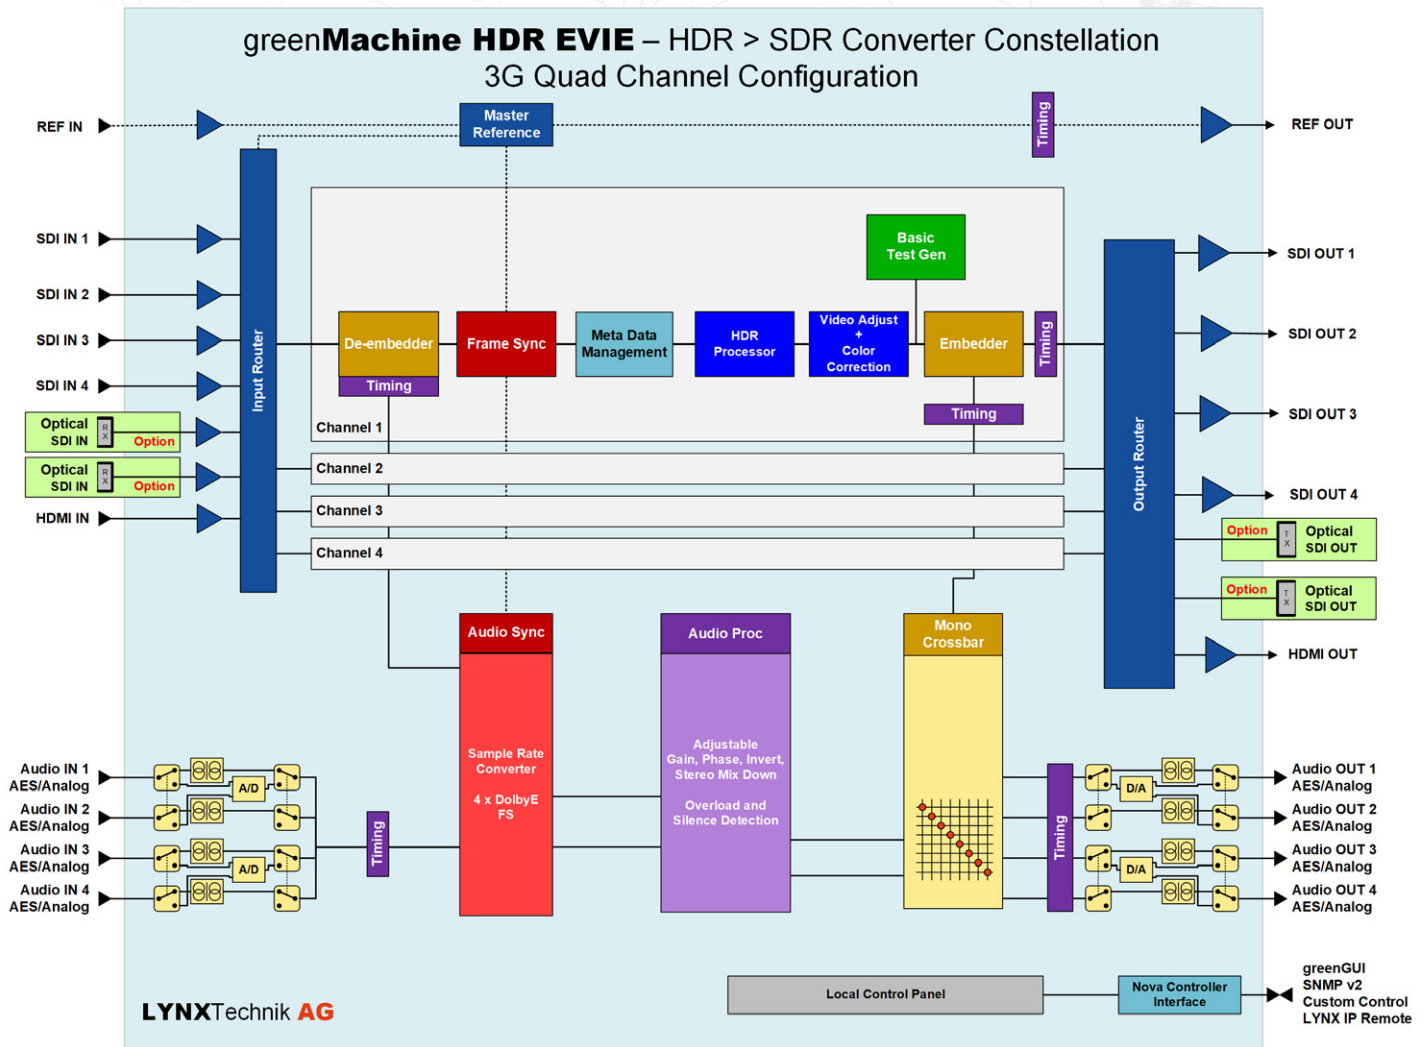 greenMachine HDR EVIE – HDR > SDR Converter Constellation
3G Quad Channel Configuration
REF IN
Master
Reference
Timing
REF OUT
SDI IN 1
SDI IN 2
SDI IN 3
SDI IN 4
Optical
SDI IN
RX
Option
Optical
SDI IN
RX
Option
HDMI IN
Input Router
Basic
Test Gen
De-embedder
Timing
Frame Sync
Meta Data
Management
HDR
Processor
Video Adjust
+
Color
Correction
Embedder
Timing
Timing
Channel 1
Channel 2
Channel 3
Channel 4
Output Router
SDI OUT 1
SDI OUT 2
SDI OUT 3
SDI OUT 4
Option
TX
Optical
SDI OUT
Option
TX
Optical
SDI OUT
HDMI OUT
Audio Sync
Sample Rate
Converter
4 x DolbyE
FS
Audio Proc
Adjustable
Gain, Phase, Invert,
Stereo Mix Down
Overload and
Silence Detection
Mono
Crossbar
Audio IN 1
AES/Analog
Audio IN 2
AES/Analog
Audio IN 3
AES/Analog
Audio IN 4
AES/Analog
A/D
A/D
Timing
Timing
D/A
D/A
Audio OUT 1
AES/Analog
Audio OUT 2
AES/Analog
Audio OUT 3
AES/Analog
Audio OUT 4
AES/Analog
Local Control Panel
Nova Controller
Interface
greenGUI
SNMP v2
Custom Control
LYNX IP Remote
LYNXTechnik AG